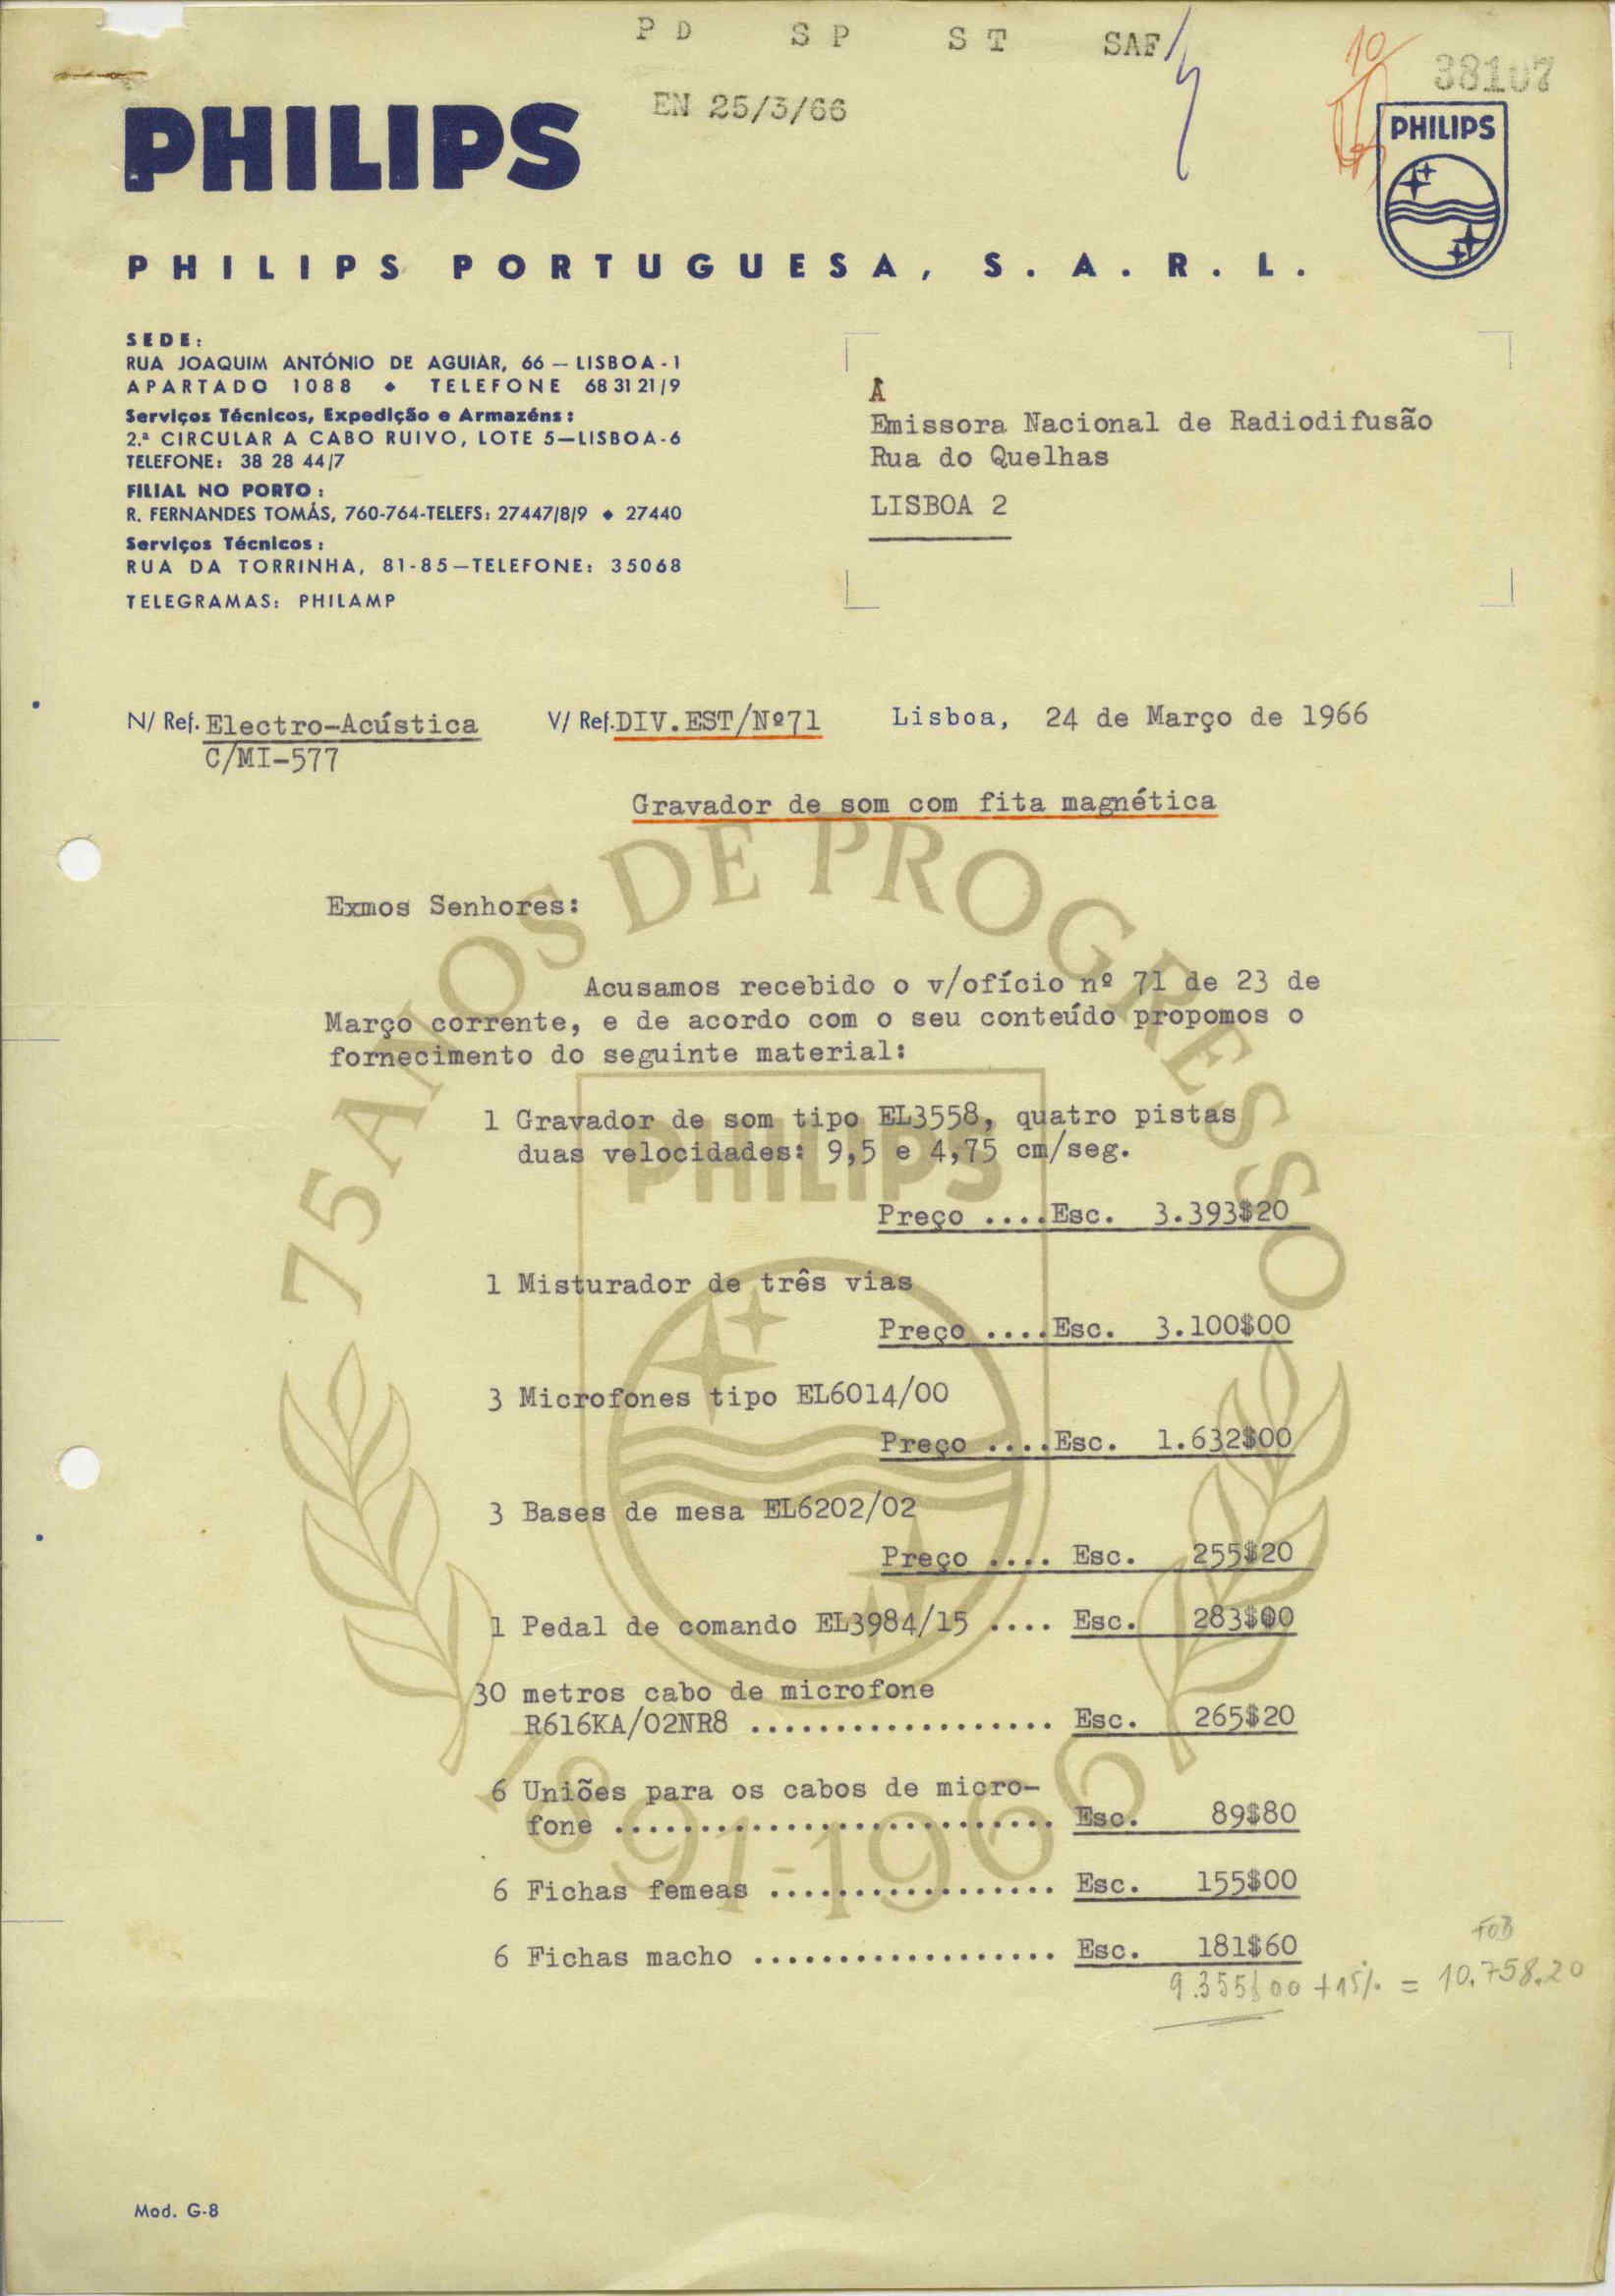 PD SP ST SAF
EN 25/3/66
38107
PHILIPS
PHILIPS
PHILIPS PORTUGUESA, S.A.R.L.
SEDE:
RUA JOAQUIM ANTÓNIO DE AGUIAR, 66 — LISBOA-1
APARTADO 1088 • TELEFONE 68 31 21/9
Serviços Técnicos, Expedição e Armazéns:
2.ª CIRCULAR A CABO RUIVO, LOTE 5—LISBOA-6
TELEFONE: 38 28 44/7
FILIAL NO PORTO:
R. FERNANDES TOMÁS, 760-764-TELEFS: 27447/8/9 • 27440
Serviços Técnicos:
RUA DA TORRINHA, 81-85—TELEFONE: 35068
TELEGRAMAS: PHILAMP
À
Emissora Nacional de Radiodifusão
Rua do Quelhas
LISBOA 2
N/ Ref. Electro-Acústica V/ Ref. DIV.EST/Nº71 Lisboa, 24 de Março de 1966
C/MI-577
Gravador de som com fita magnética
75 ANOS DE PROGRESSO
Exmos Senhores:
Acusamos recebido o v/ofício nº 71 de 23 de
Março corrente, e de acordo com o seu conteúdo propomos o
fornecimento do seguinte material:
PHILIPS
1 Gravador de som tipo EL3558, quatro pistas
duas velocidades: 9,5 e 4,75 cm/seg.
Preço ....Esc. 3.393$20
1 Misturador de três vias
Preço ....Esc. 3.100$00
3 Microfones tipo EL6014/00
Preço ....Esc. 1.632$00
3 Bases de mesa EL6202/02
Preço .... Esc. 255$20
1 Pedal de comando EL3984/15 .... Esc. 283$00
30 metros cabo de microfone
R616KA/02NR8 .................. Esc. 265$20
6 Uniões para os cabos de micro-
fone .......................... Esc. 89$80
1891-1966
6 Fichas femeas ................. Esc. 155$00
6 Fichas macho .................. Esc. 181$60
FOB
9.355$00 + 15% = 10.758.20
Mod. G-8